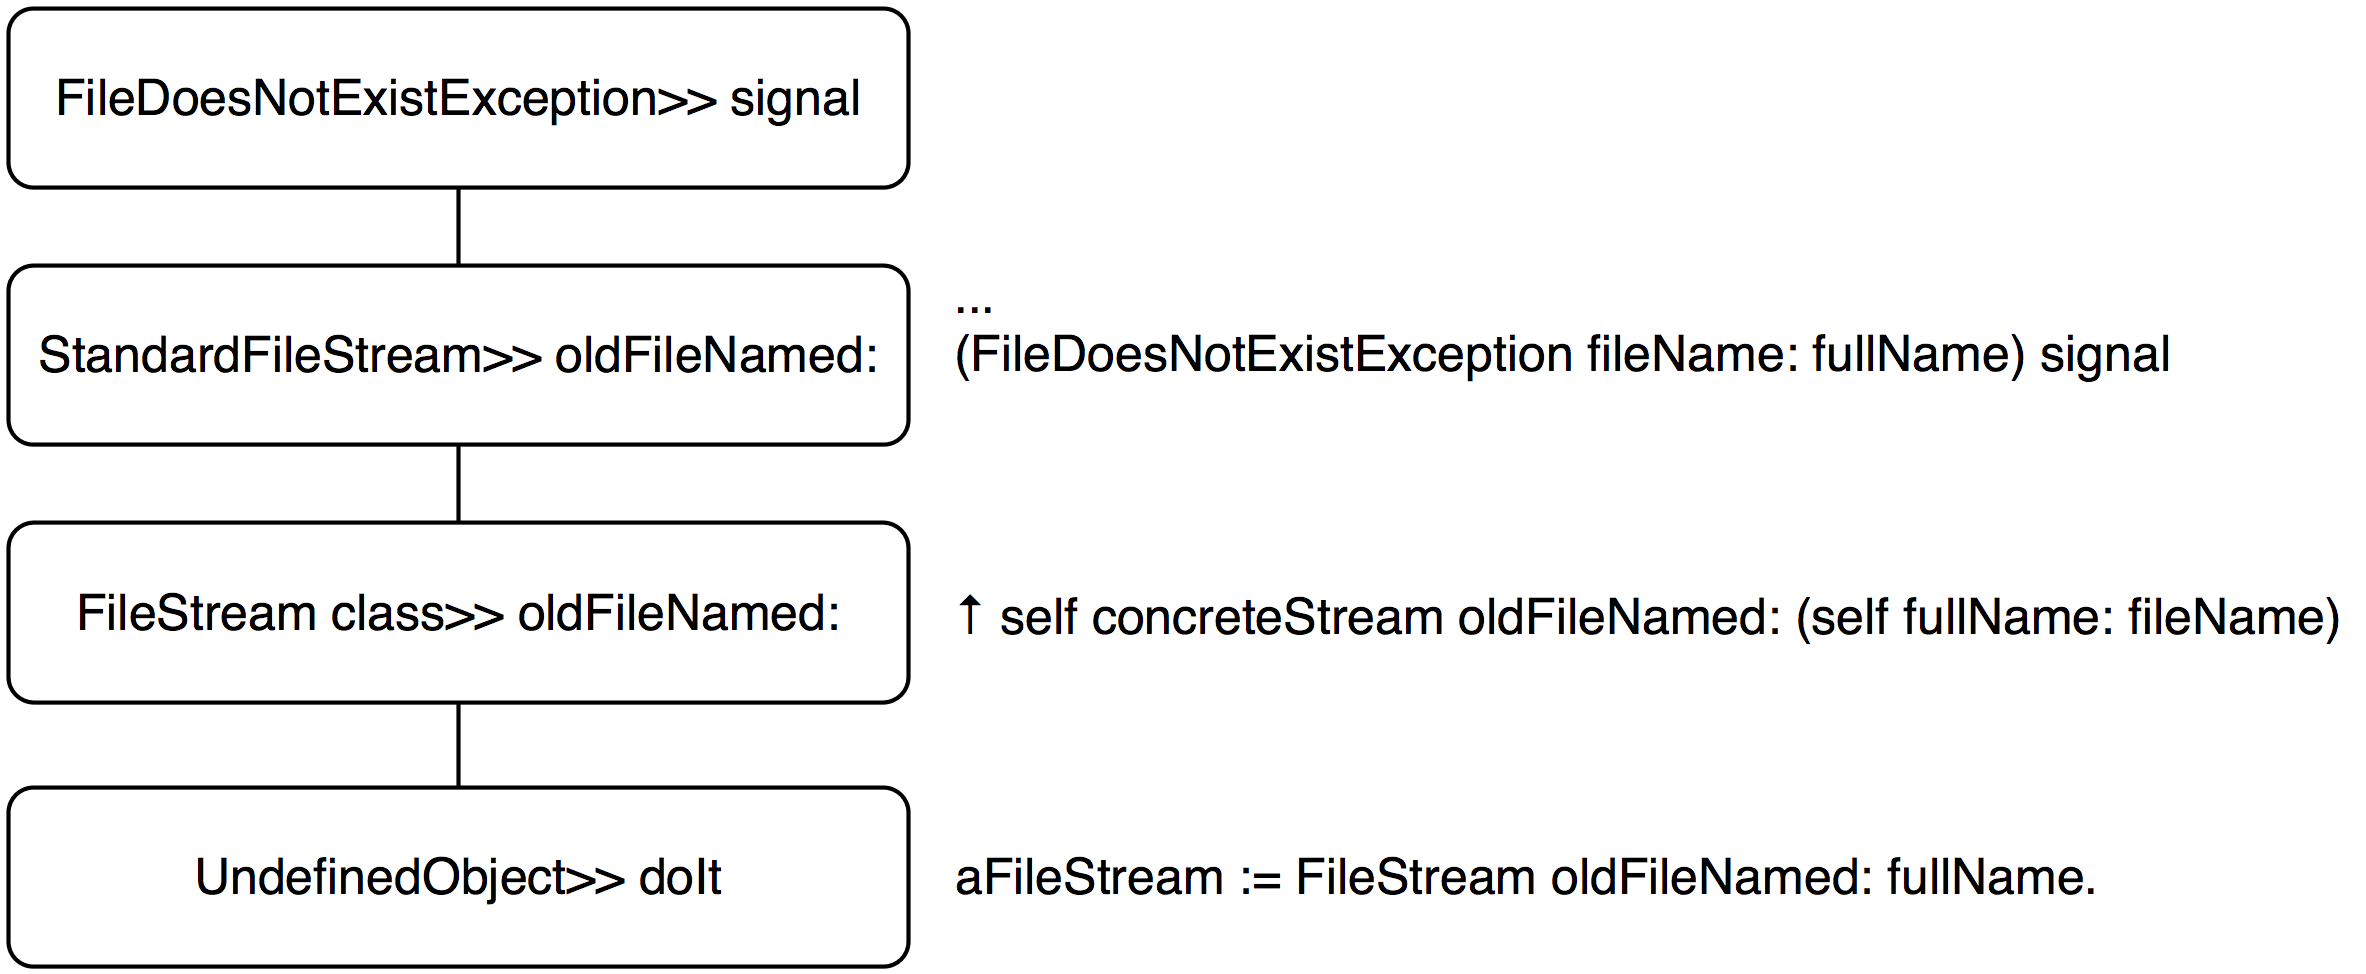 FileDoesNotExistException>> signal
...
StandardFileStream>> oldFileNamed: (FileDoesNotExistException fileName: fullName) signal
FileStream class>> oldFileNamed: ↑ self concreteStream oldFileNamed: (self fullName: fileName)
UndefinedObject>> doIt aFileStream := FileStream oldFileNamed: fullName.